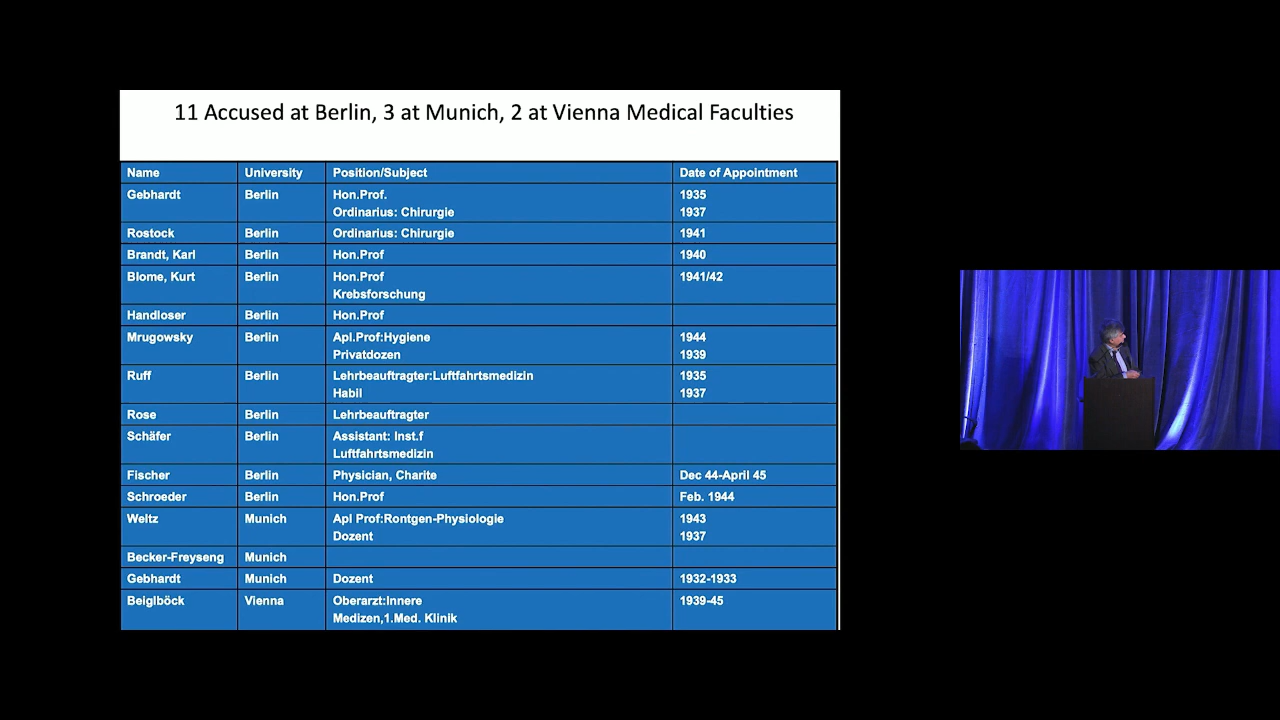 11 Accused at Berlin, 3 at Munich, 2 at Vienna Medical Faculties
Name University Position/Subject Date of Appointment
Gebhardt Berlin Hon.Prof. 1935
Ordinarius: Chirurgie 1937
Rostock Berlin Ordinarius: Chirurgie 1941
Brandt, Karl Berlin Hon.Prof 1940
Blome, Kurt Berlin Hon.Prof 1941/42
Krebsforschung
Handloser Berlin Hon.Prof
Mrugowsky Berlin Apl.Prof:Hygiene 1944
Privatdozen 1939
Ruff Berlin Lehrbeauftragter:Luftfahrtsmedizin 1935
Habil 1937
Rose Berlin Lehrbeauftragter
Schäfer Berlin Assistant: Inst.f
Luftfahrtsmedizin
Fischer Berlin Physician, Charite Dec 44-April 45
Schroeder Berlin Hon.Prof Feb. 1944
Weltz Munich Apl Prof:Rontgen-Physiologie 1943
Dozent 1937
Becker-Freyseng Munich
Gebhardt Munich Dozent 1932-1933
Beiglböck Vienna Oberarzt:Innere 1939-45
Medizen,1.Med. Klinik